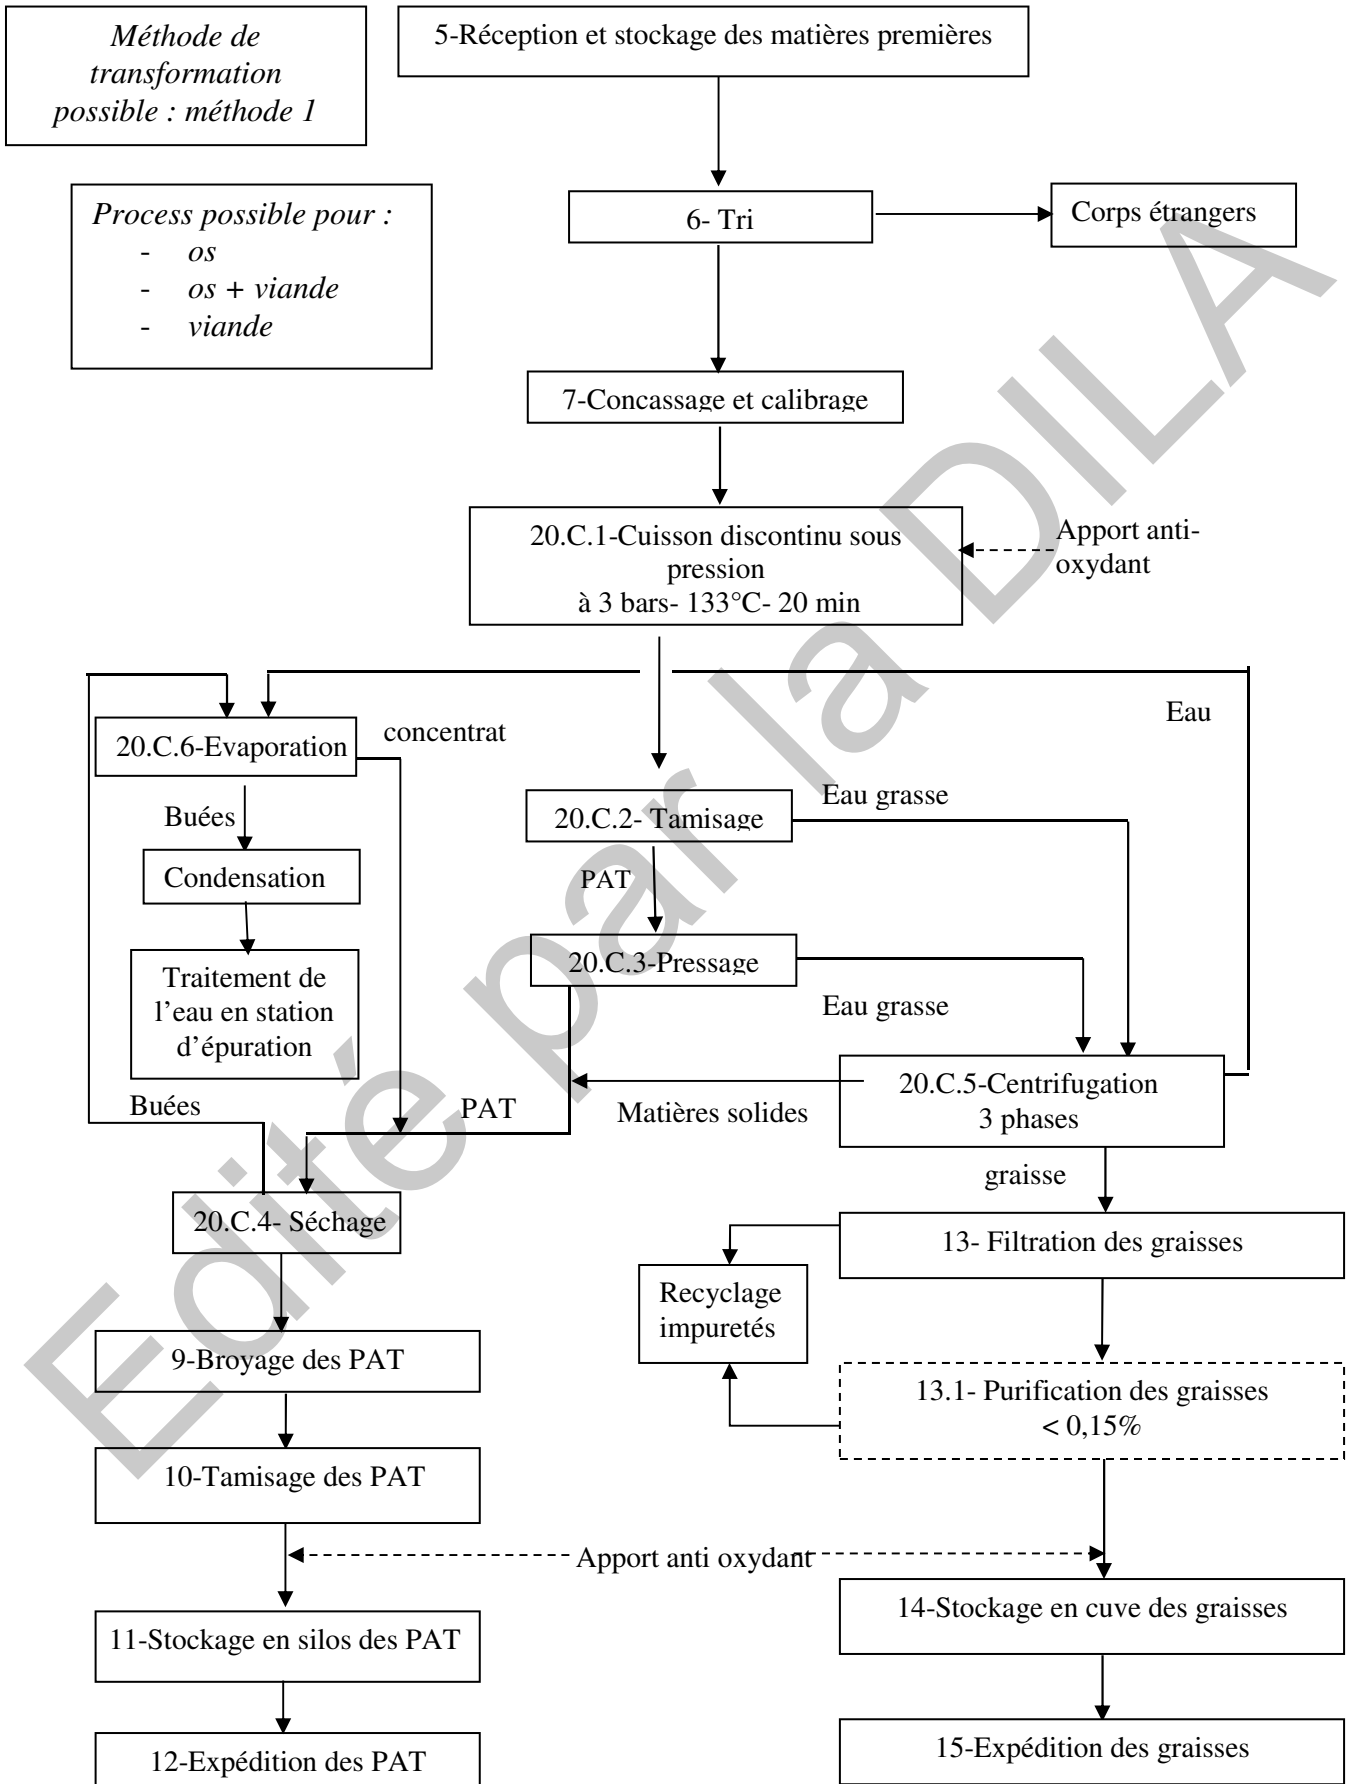 Méthode de
transformation
possible : méthode 1
5-Réception et stockage des matières premières
Process possible pour :
- os
- os + viande
- viande
6- Tri
Corps étrangers
7-Concassage et calibrage
20.C.1-Cuisson discontinu sous
pression
à 3 bars- 133°C- 20 min
Apport anti-
oxydant
Eau
20.C.6-Evaporation
concentrat
Buées
Condensation
Traitement de
l'eau en station
d'épuration
Buées
20.C.2- Tamisage
Eau grasse
PAT
20.C.3-Pressage
Eau grasse
20.C.5-Centrifugation
3 phases
Matières solides
PAT
graisse
20.C.4- Séchage
13- Filtration des graisses
Recyclage
impuretés
9-Broyage des PAT
13.1- Purification des graisses
< 0,15%
10-Tamisage des PAT
Apport anti oxydant
11-Stockage en silos des PAT
14-Stockage en cuve des graisses
12-Expédition des PAT
15-Expédition des graisses
Edité par la DILA